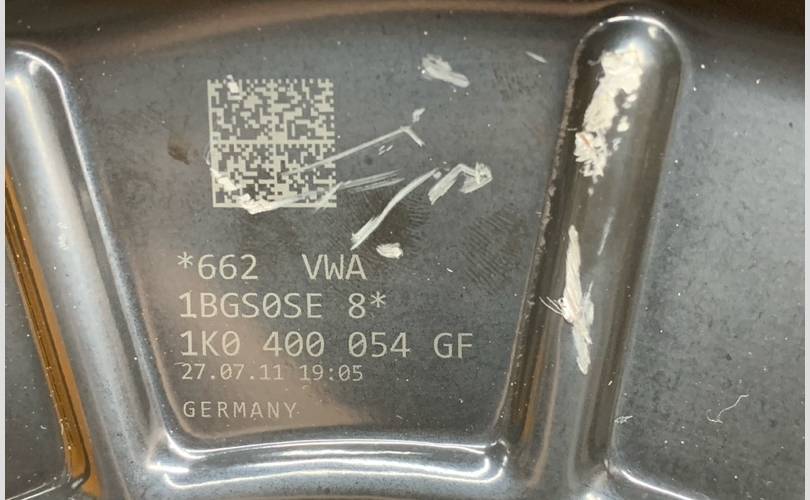 *662 VWA
1BGS0SE 8*
1K0 400 054 GF
27.07.11 19:05
GERMANY